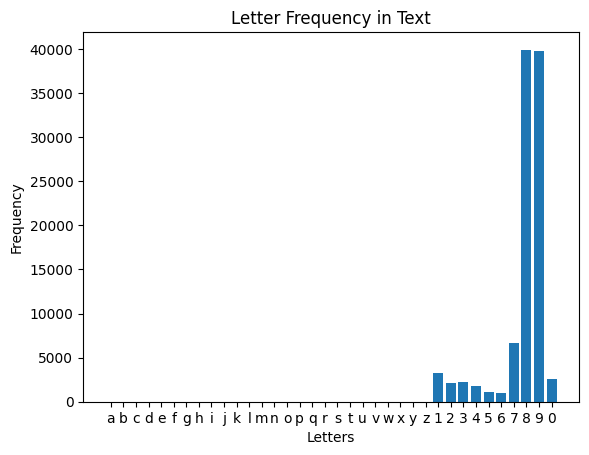 Letter Frequency in Text
Frequency
40000
35000
30000
25000
20000
15000
10000
5000
0
a b c d e f g h i j k l m n o p q r s t u v w x y z 1 2 3 4 5 6 7 8 9 0
Letters